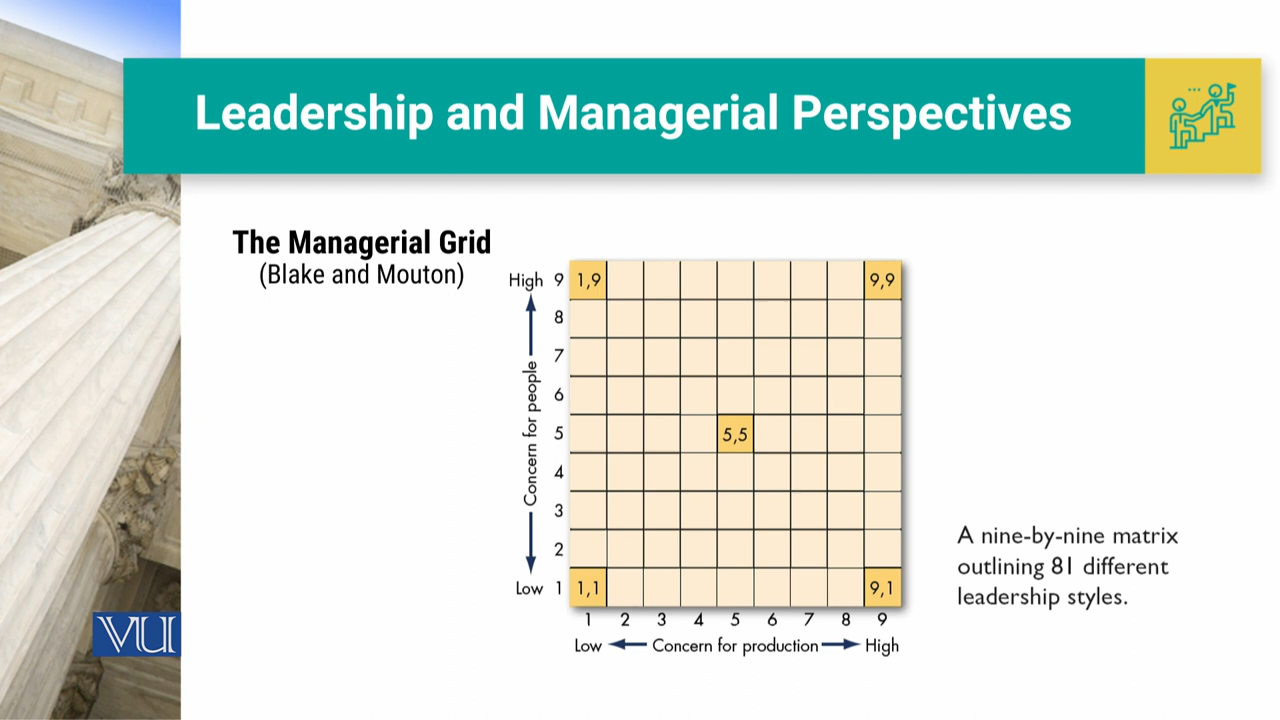 Leadership and Managerial Perspectives
The Managerial Grid
(Blake and Mouton)
High 9 1,9 9,9
8
7
6
5 5,5
4
3
2
Low 1 1,1 9,1
Concern for people
1 2 3 4 5 6 7 8 9
Low Concern for production High
A nine-by-nine matrix
outlining 81 different
leadership styles.
VU